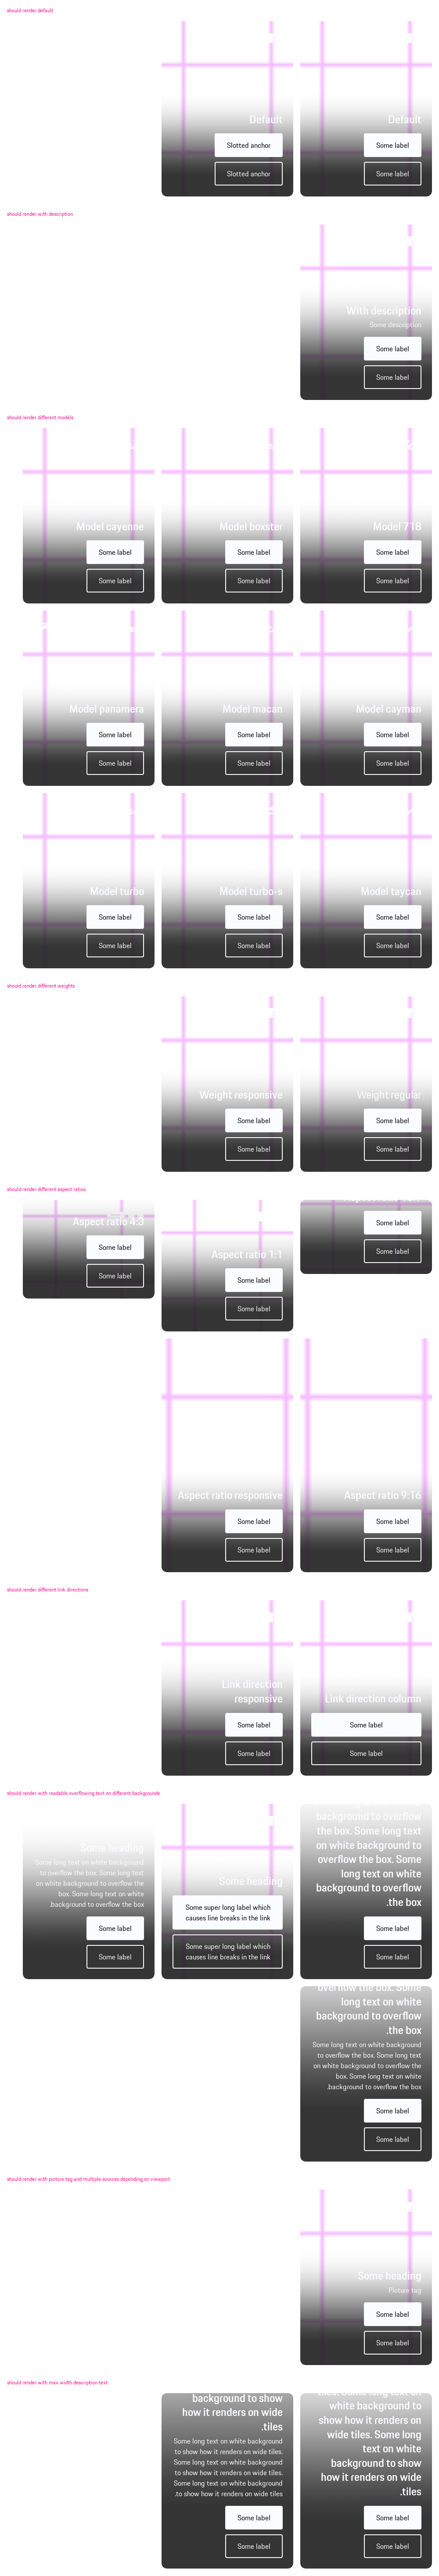 should render default
Default
Some label
Some label
Default
Slotted anchor
Slotted anchor
should render with description
With description
Some description
Some label
Some label
should render different models
Model 718
Some label
Some label
Model boxster
Some label
Some label
Model cayenne
Some label
Some label
Model cayman
Some label
Some label
Model macan
Some label
Some label
Model panamera
Some label
Some label
Model taycan
Some label
Some label
Model turbo-s
Some label
Some label
Model turbo
Some label
Some label
should render different weights
Weight regular
Some label
Some label
Weight responsive
Some label
Some label
should render different aspect ratios
Some label
Some label
Aspect ratio 1:1
Some label
Some label
Aspect ratio 4:3
Some label
Some label
Aspect ratio 9:16
Some label
Some label
Aspect ratio responsive
Some label
Some label
should render different link directions
Link direction column
Some label
Some label
Link direction
responsive
Some label
Some label
should render with readable overflowing text on different backgrounds
background to overflow
the box. Some long text
on white background to
overflow the box. Some
long text on white
background to overflow
.the box
Some label
Some label
Some heading
Some super long label which
causes line breaks in the link
Some super long label which
causes line breaks in the link
Some heading
Some long text on white background
to overflow the box. Some long text
on white background to overflow the
box. Some long text on white
.background to overflow the box
Some label
Some label
overflow the box. Some
long text on white
background to overflow
.the box
Some long text on white background
to overflow the box. Some long text
on white background to overflow the
box. Some long text on white
.background to overflow the box
Some label
Some label
should render with picture tag and multiple sources depending on viewport
Some heading
Picture tag
Some label
Some label
should render with max width description text
tiles. Some long text on
white background to
show how it renders on
wide tiles. Some long
text on white
background to show
how it renders on wide
.tiles
Some label
Some label
background to show
how it renders on wide
.tiles
Some long text on white background
to show how it renders on wide tiles.
Some long text on white background
to show how it renders on wide tiles.
Some long text on white background
.to show how it renders on wide tiles
Some label
Some label